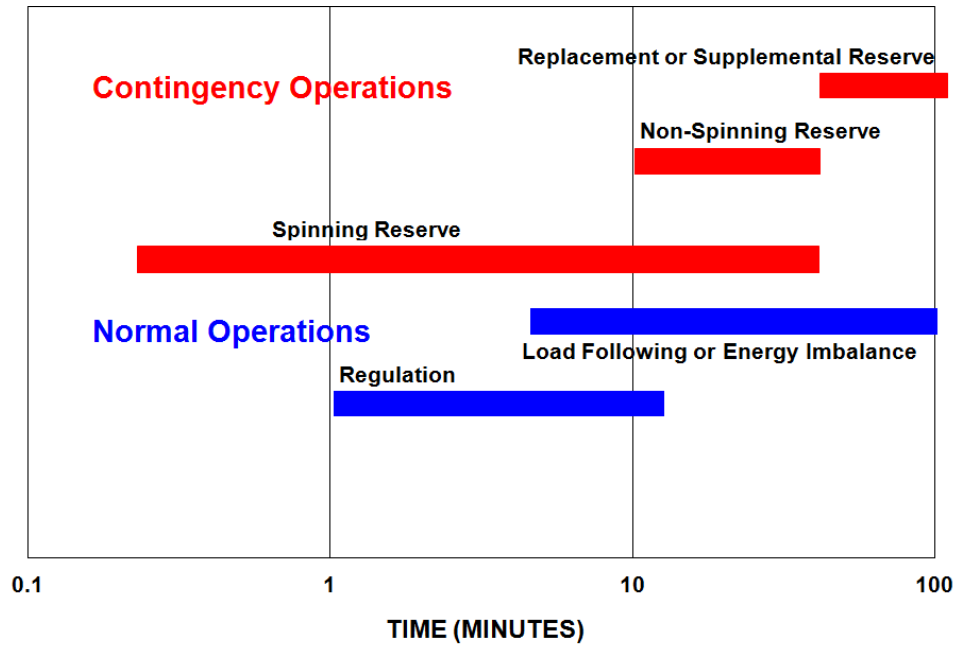 Replacement or Supplemental Reserve
Contingency Operations
Non-Spinning Reserve
Spinning Reserve
Normal Operations
Load Following or Energy Imbalance
Regulation
0.1 1 10 100
TIME (MINUTES)